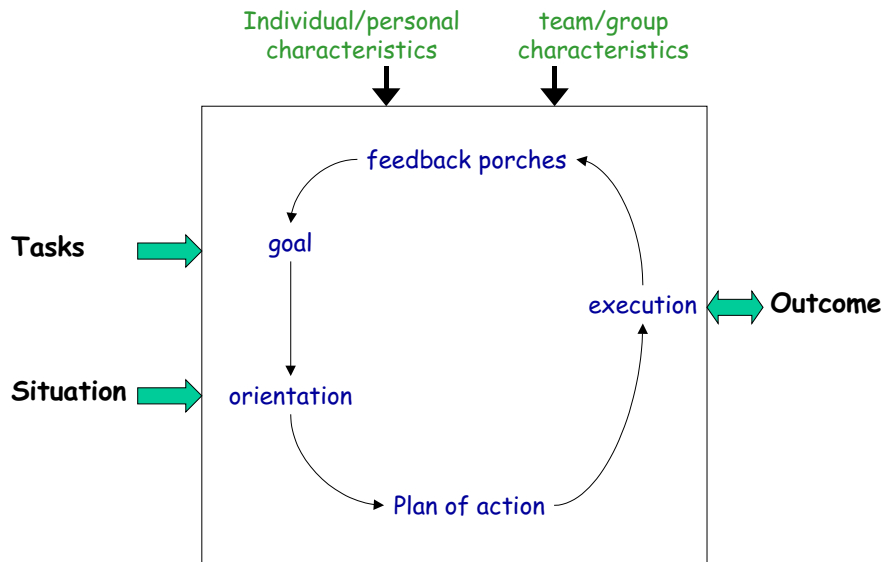 Individual/personal
characteristics
team/group
characteristics
feedback porches
Tasks
goal
execution
Outcome
Situation
orientation
Plan of action